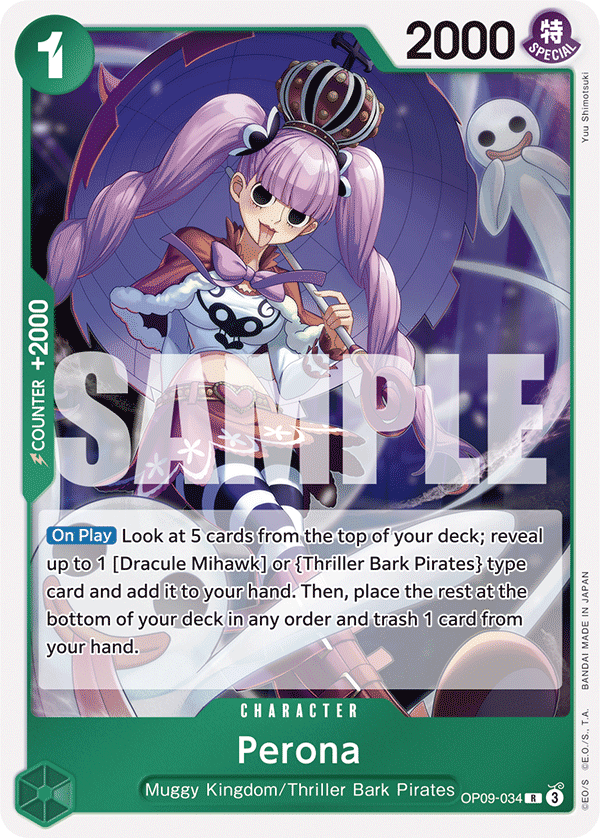 1
2000
特
SPECIAL
Yuu Shimotsuki
COUNTER +2000
SAMPLE
On Play Look at 5 cards from the top of your deck; reveal
up to 1 [Dracule Mihawk] or {Thriller Bark Pirates} type
card and add it to your hand. Then, place the rest at the
bottom of your deck in any order and trash 1 card from
your hand.
CHARACTER
Perona
Muggy Kingdom/Thriller Bark Pirates
OP09-034 R 3
©E.O/S ©E.O./S., T.A. BANDAI MADE IN JAPAN